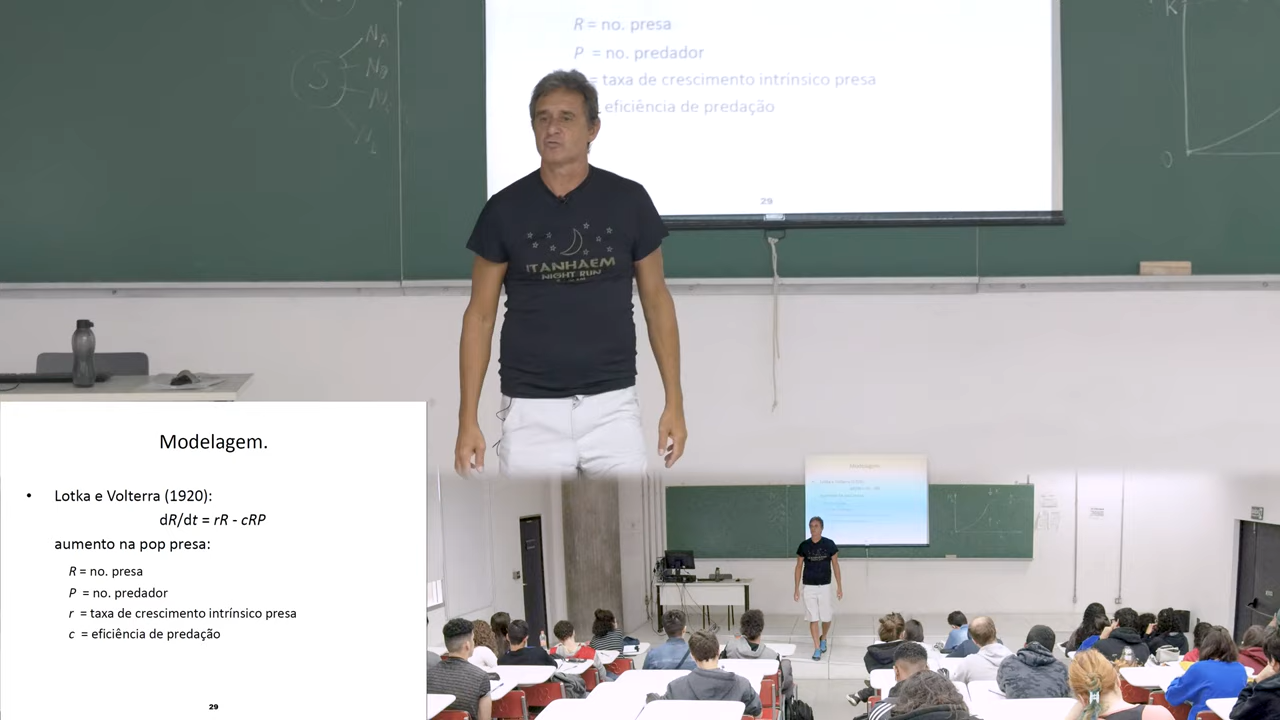 R = no. presa
P = no. predador
= taxa de crescimento intrínsico presa
eficiência de predação
29
K
0
S
N
ITANHAEM
NIGHT RUN
Modelagem.
• Lotka e Volterra (1920):
dR/dt = rR - cRP
aumento na pop presa:
R = no. presa
P = no. predador
r = taxa de crescimento intrínsico presa
c = eficiência de predação
29